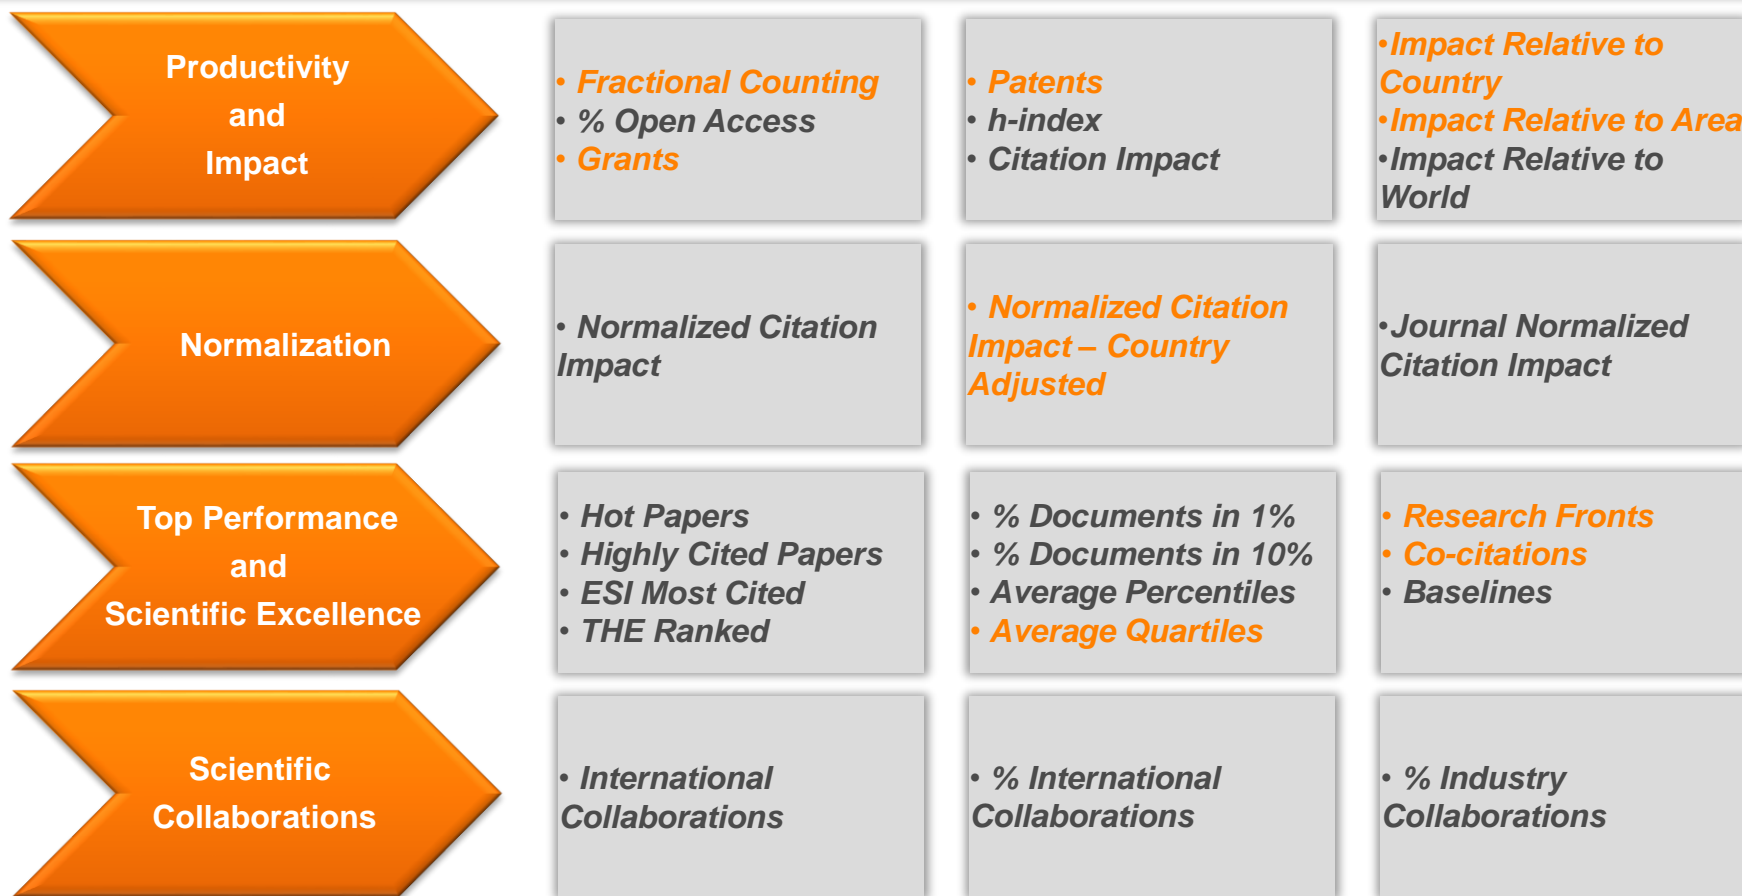 Productivity
and
Impact
• Fractional Counting
• % Open Access
• Grants
• Patents
• h-index
• Citation Impact
•Impact Relative to
Country
•Impact Relative to Area
•Impact Relative to
World
Normalization
• Normalized Citation
Impact
• Normalized Citation
Impact – Country
Adjusted
•Journal Normalized
Citation Impact
Top Performance
and
Scientific Excellence
• Hot Papers
• Highly Cited Papers
• ESI Most Cited
• THE Ranked
• % Documents in 1%
• % Documents in 10%
• Average Percentiles
• Average Quartiles
• Research Fronts
• Co-citations
• Baselines
Scientific
Collaborations
• International
Collaborations
• % International
Collaborations
• % Industry
Collaborations